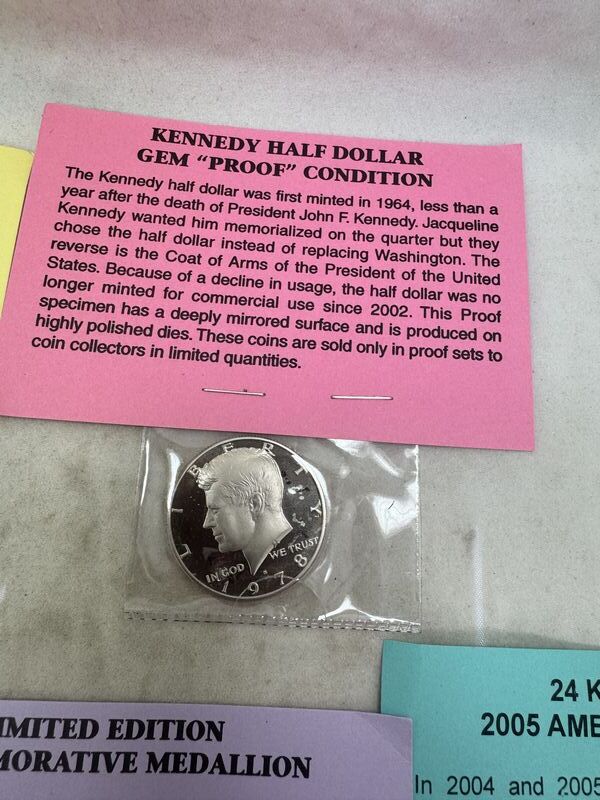 KENNEDY HALF DOLLAR
GEM “PROOF” CONDITION
The Kennedy half dollar was first minted in 1964, less than a
year after the death of President John F. Kennedy. Jacqueline
Kennedy wanted him memorialized on the quarter but they
chose the half dollar instead of replacing Washington. The
reverse is the Coat of Arms of the President of the United
States. Because of a decline in usage, the half dollar was no
longer minted for commercial use since 2002. This Proof
specimen has a deeply mirrored surface and is produced on
highly polished dies. These coins are sold only in proof sets to
coin collectors in limited quantities.
LIBERTY
IN GOD WE TRUST
1978
IMITED EDITION
MORATIVE MEDALLION
24 K
2005 AME
In 2004 and 2005